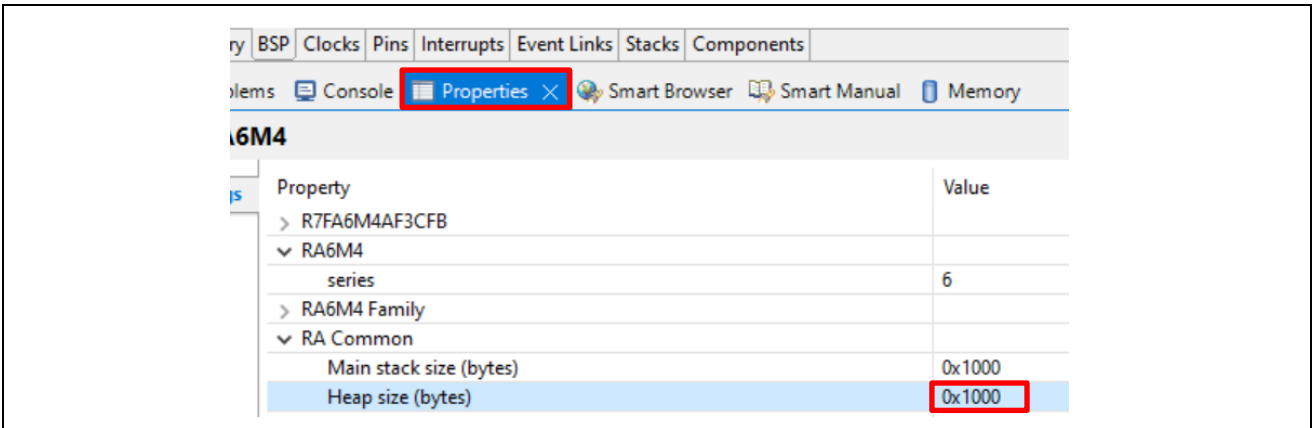 ry BSP Clocks Pins Interrupts Event Links Stacks Components
blems Console Properties Smart Browser Smart Manual Memory
A6M4
gs Property Value
R7FA6M4AF3CFB
RA6M4
series 6
RA6M4 Family
RA Common
Main stack size (bytes) 0x1000
Heap size (bytes) 0x1000